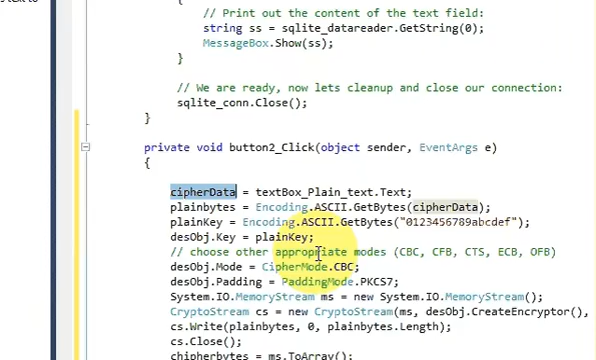 // Print out the content of the text field:
string ss = sqlite_datareader.GetString(0);
MessageBox.Show(ss);
}
// We are ready, now lets cleanup and close our connection:
sqlite_conn.Close();
}
private void button2_Click(object sender, EventArgs e)
{
cipherData = textBox_Plain_text.Text;
plainbytes = Encoding.ASCII.GetBytes(cipherData);
plainKey = Encoding.ASCII.GetBytes("0123456789abcdef");
desObj.Key = plainKey;
// choose other appropriate modes (CBC, CFB, CTS, ECB, OFB)
desObj.Mode = CipherMode.CBC;
desObj.Padding = PaddingMode.PKCS7;
System.IO.MemoryStream ms = new System.IO.MemoryStream();
CryptoStream cs = new CryptoStream(ms, desObj.CreateEncryptor(),
cs.Write(plainbytes, 0, plainbytes.Length);
cs.Close();
chipherbytes = ms.ToArray();